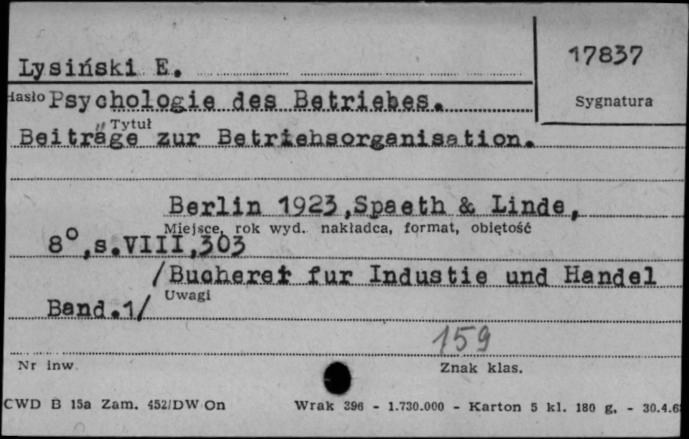 Lysiński E.
17837
Hasło Psychologie des Betriebes.
Sygnatura
Tytuł
Beiträge zur Betriebsorganisation.
Berlin 1923, Spaeth & Linde,
Miejsce, rok wyd. nakładca, format, objętość
8°, s.VIII,303
/Bucherei fur Industie und Handel
Uwagi
Band.1/
159
Nr inw.
Znak klas.
CWD B 15a Zam. 452/DW On Wrak 396 - 1.730.000 - Karton 5 kl. 180 g. - 30.4.6